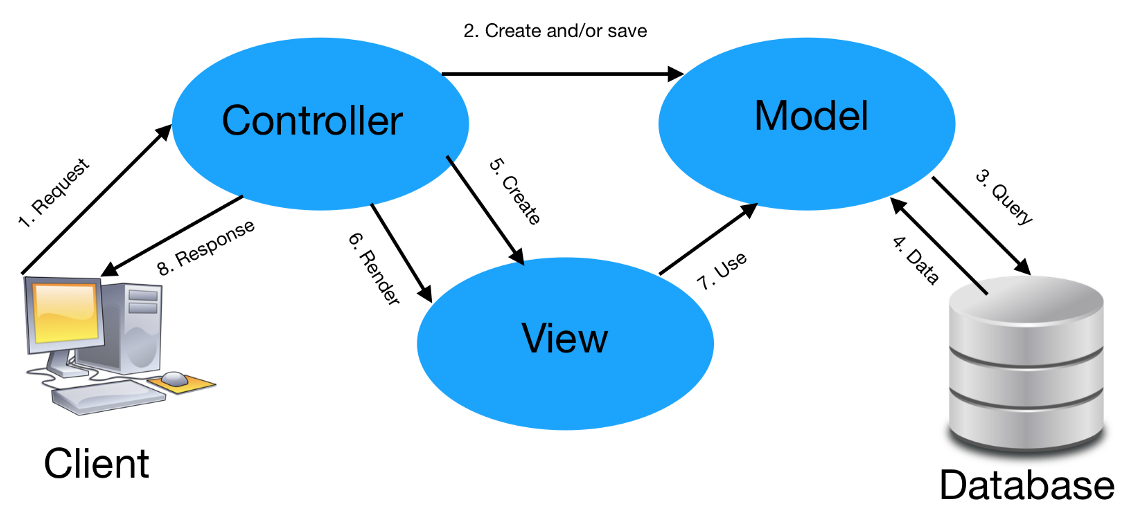 2. Create and/or save
Controller
Model
1. Request
5. Create
3. Query
8. Response
6. Render
7. Use
4. Data
View
Client
Database